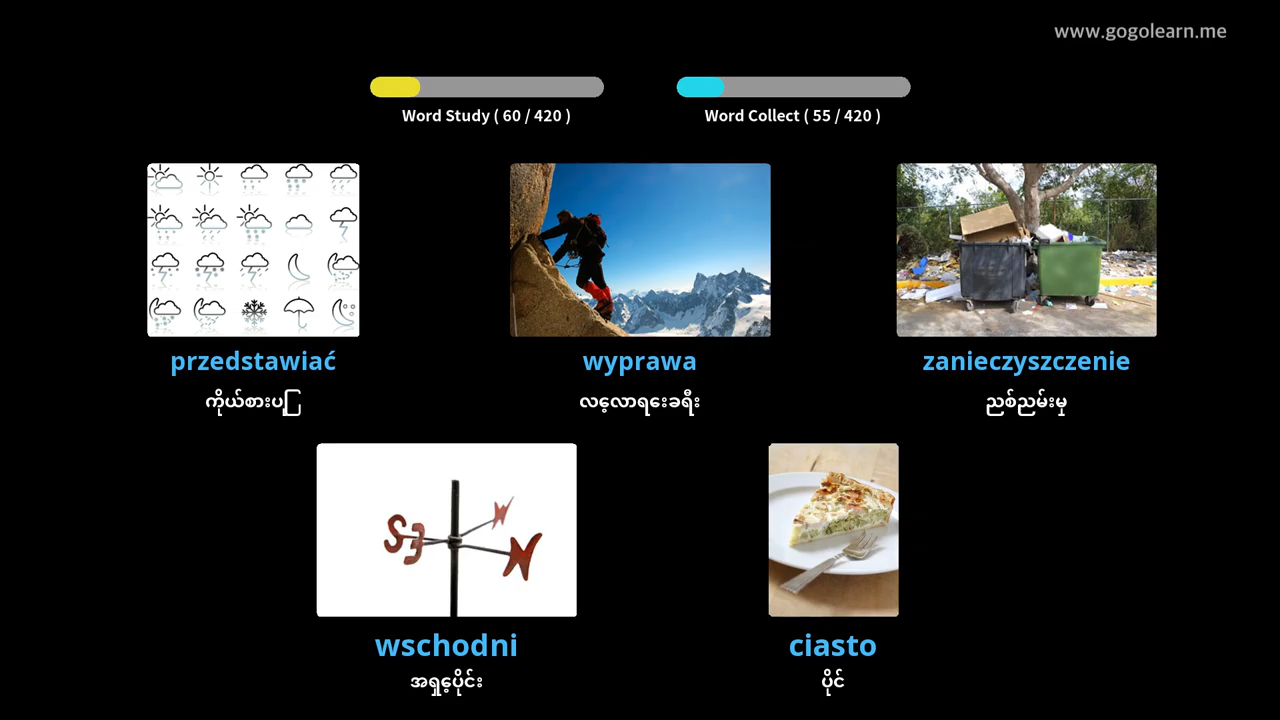 www.gogolearn.me
Word Study ( 60 / 420 )
Word Collect ( 55 / 420 )
przedstawiać
wyprawa
zanieczyszczenie
ကိုယ်စားပြု
လေ့လာရေးခရီး
ညစ်ညမ်းမှု
wschodni
ciasto
အရှေ့ပိုင်း
ပိုင်